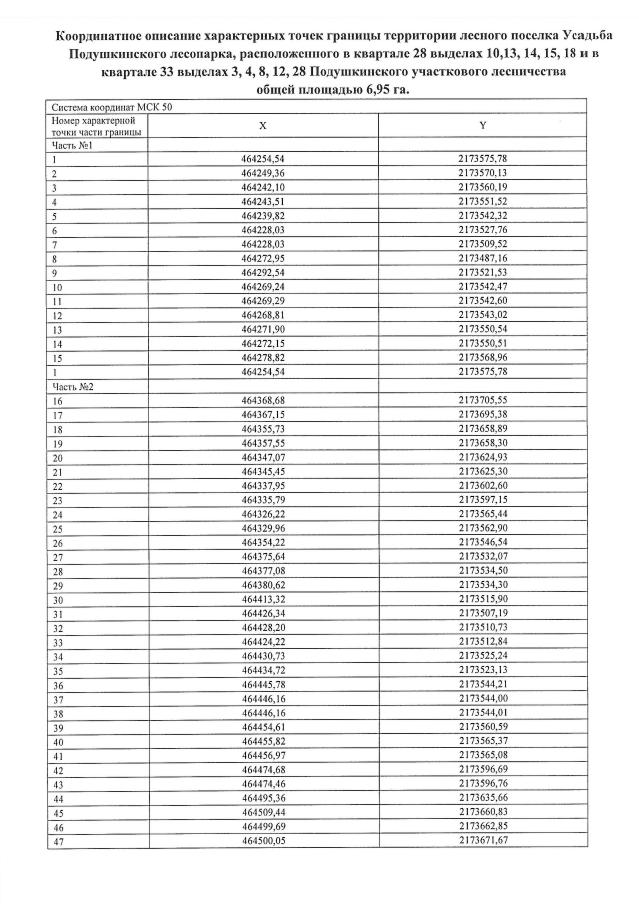 Координатное описание характерных точек границы территории лесного поселка Усадьба
Подушкинского лесопарка, расположенного в квартале 28 выделах 10,13, 14, 15, 18 и в
квартале 33 выделах 3, 4, 8, 12, 28 Подушкинского участкового лесничества
общей площадью 6,95 га.
Система координат МСК 50
Номер характерной точки части границы X Y
Часть №1
1 464254,54 2173575,78
2 464249,36 2173570,13
3 464242,10 2173560,19
4 464243,51 2173551,52
5 464239,82 2173542,32
6 464228,03 2173527,76
7 464228,03 2173509,52
8 464272,95 2173487,16
9 464292,54 2173521,53
10 464269,24 2173542,47
11 464269,29 2173542,60
12 464268,81 2173543,02
13 464271,90 2173550,54
14 464272,15 2173550,51
15 464278,82 2173568,96
1 464254,54 2173575,78
Часть №2
16 464368,68 2173705,55
17 464367,15 2173695,38
18 464355,73 2173658,89
19 464357,55 2173658,30
20 464347,07 2173624,93
21 464345,45 2173625,30
22 464337,95 2173602,60
23 464335,79 2173597,15
24 464326,22 2173565,44
25 464329,96 2173562,90
26 464354,22 2173546,54
27 464375,64 2173532,07
28 464377,08 2173534,50
29 464380,62 2173534,30
30 464413,32 2173515,90
31 464426,34 2173507,19
32 464428,20 2173510,73
33 464424,22 2173512,84
34 464430,73 2173525,24
35 464434,72 2173523,13
36 464445,78 2173544,21
37 464446,16 2173544,00
38 464446,16 2173544,01
39 464454,61 2173560,59
40 464455,82 2173565,37
41 464456,97 2173565,08
42 464474,68 2173596,69
43 464474,46 2173596,76
44 464495,36 2173635,66
45 464509,44 2173660,83
46 464499,69 2173662,85
47 464500,05 2173671,67